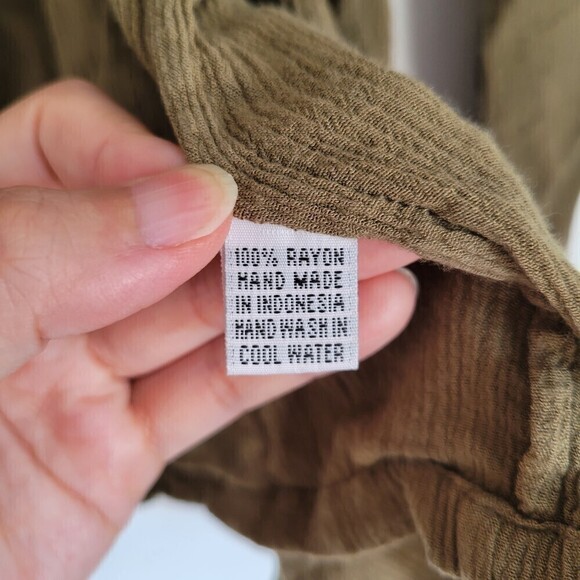 100% RAYON
HAND MADE
IN INDONESIA
HAND WASH IN
COOL WATER